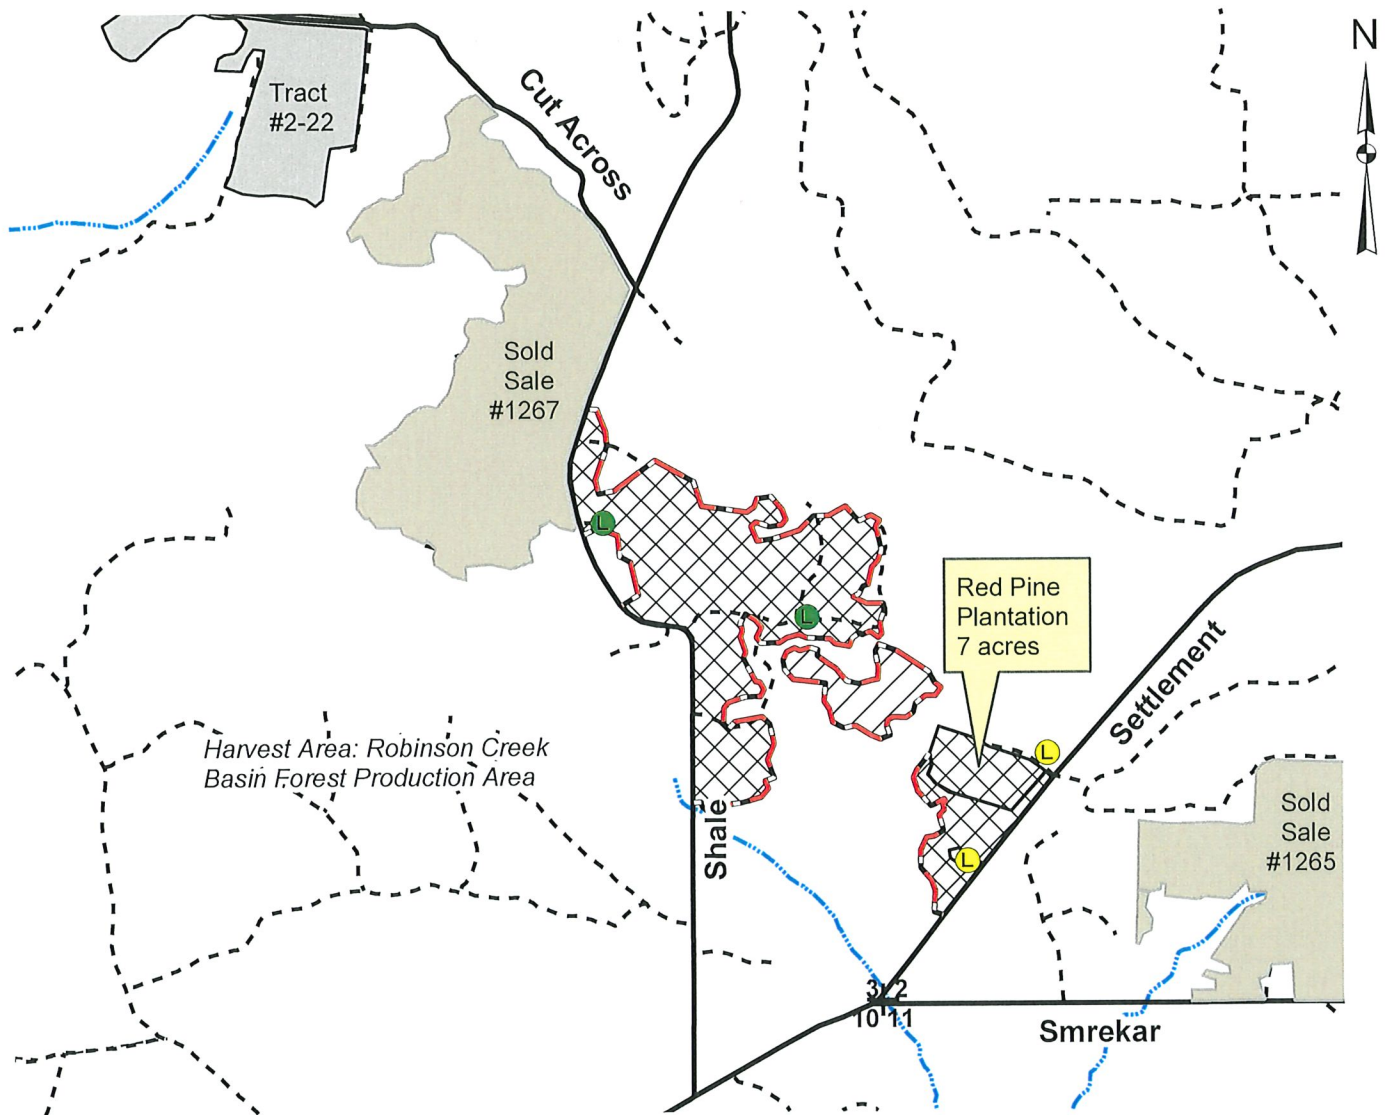 N
Tract
#2-22
Cut Across
Sold
Sale
#1267
L
L
Red Pine
Plantation
7 acres
Settlement
L
Harvest Area: Robinson Creek
Basin Forest Production Area
Shale
Sold
Sale
#1265
L
3 2
10 11
Smrekar